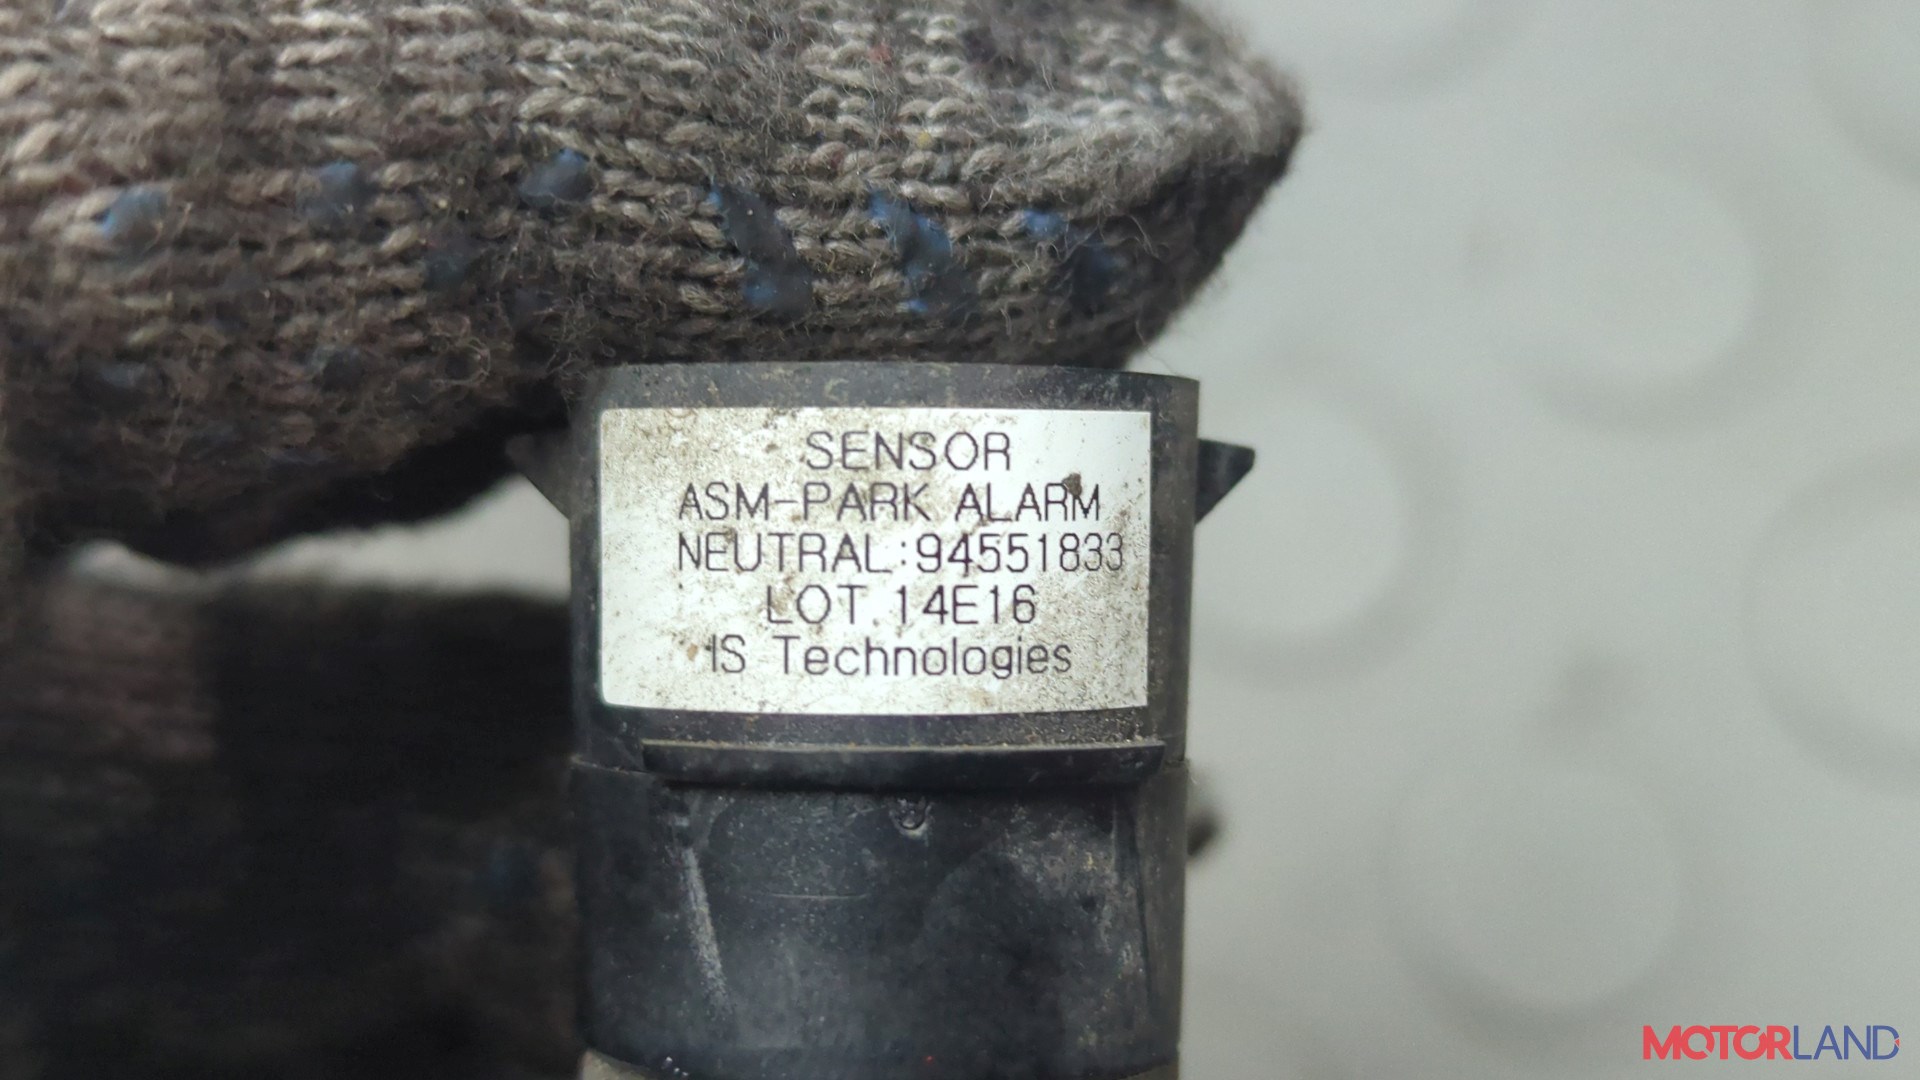 SENSOR
ASM-PARK ALARM
NEUTRAL:94551833
LOT.14E16
IS Technologies
MOTORLAND